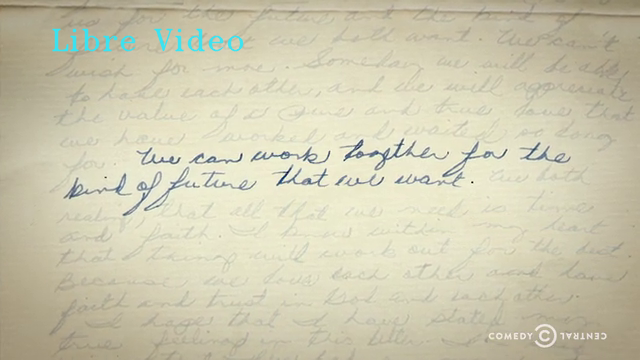 us for the future and the kind of
Libre Video
we both want. We can't
wish for more. Someday we will be able
to have each other, and we will appreciate
the value of a pure and true love that
we have worked and waited so long
for. We can work together for the
kind of future that we want. We both
realize that all that we need is time
and faith. I know within my heart
that things will work out for the best.
Because we love each other and have
faith and trust in God and each other.
I hope that I have stated my
true feelings in this letter. I
COMEDY CENTRAL